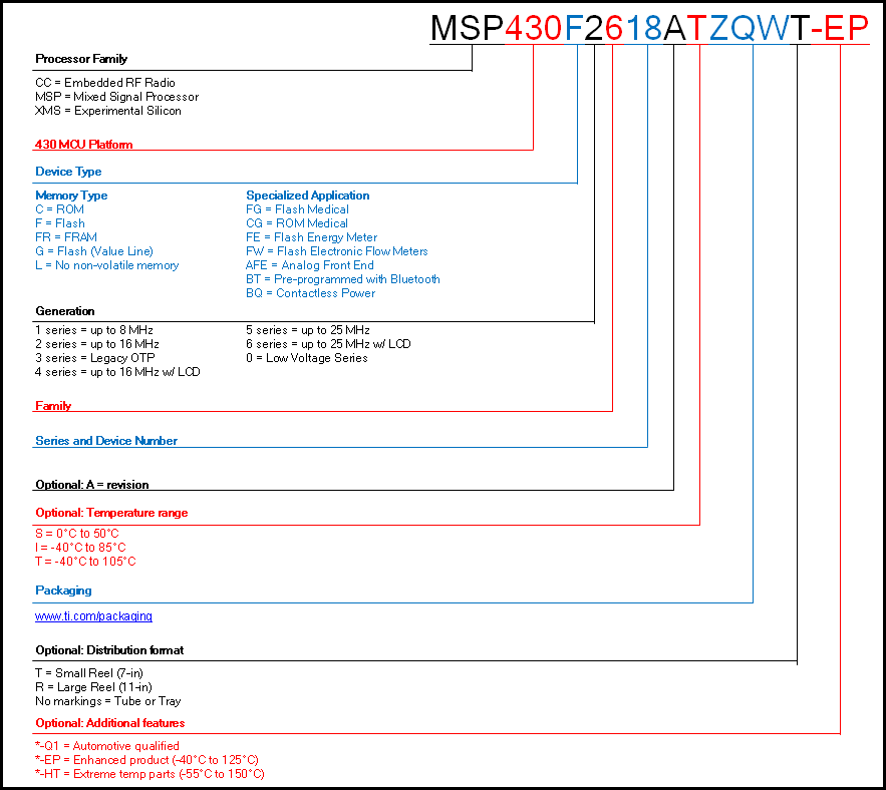 MSP430F2618ATZQWT-EP
Processor Family
CC = Embedded RF Radio
MSP = Mixed Signal Processor
XMS = Experimental Silicon
430 MCU Platform
Device Type
Memory Type
C = ROM
F = Flash
FR = FRAM
G = Flash (Value Line)
L = No non-volatile memory
Specialized Application
FG = Flash Medical
CG = ROM Medical
FE = Flash Energy Meter
FW = Flash Electronic Flow Meters
AFE = Analog Front End
BT = Pre-programmed with Bluetooth
BQ = Contactless Power
Generation
1 series = up to 8 MHz
2 series = up to 16 MHz
3 series = Legacy OTP
4 series = up to 16 MHz w/ LCD
5 series = up to 25 MHz
6 series = up to 25 MHz w/ LCD
0 = Low Voltage Series
Family
Series and Device Number
Optional: A = revision
Optional: Temperature range
S = 0°C to 50°C
I = -40°C to 85°C
T = -40°C to 105°C
Packaging
www.ti.com/packaging
Optional: Distribution format
T = Small Reel (7-in)
R = Large Reel (11-in)
No markings = Tube or Tray
Optional: Additional features
*-Q1 = Automotive qualified
*-EP = Enhanced product (-40°C to 125°C)
*-HT = Extreme temp parts (-55°C to 150°C)